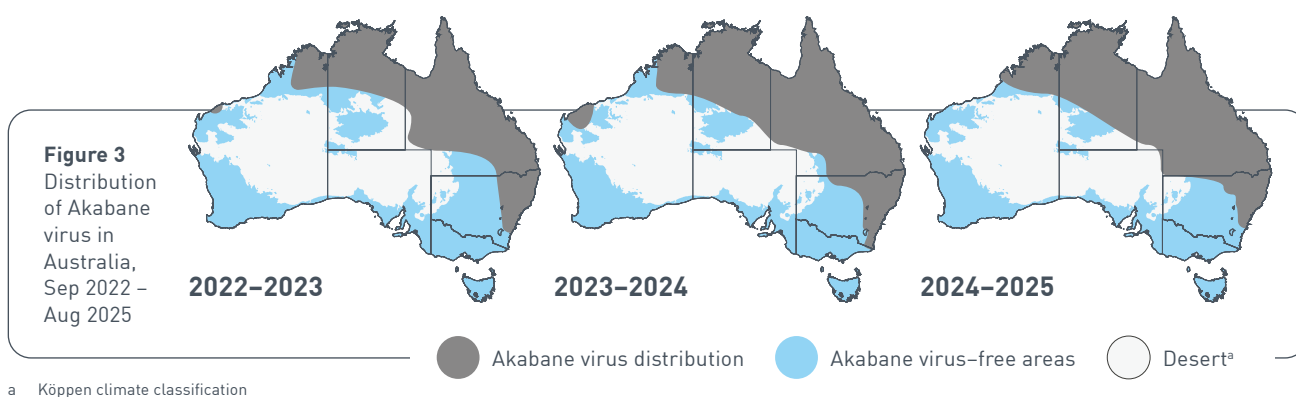 Figure 3
Distribution
of Akabane
virus in
Australia,
Sep 2022 –
Aug 2025
2022–2023
2023–2024
2024–2025
Akabane virus distribution
Akabane virus–free areas
Desertᵃ
a Köppen climate classification